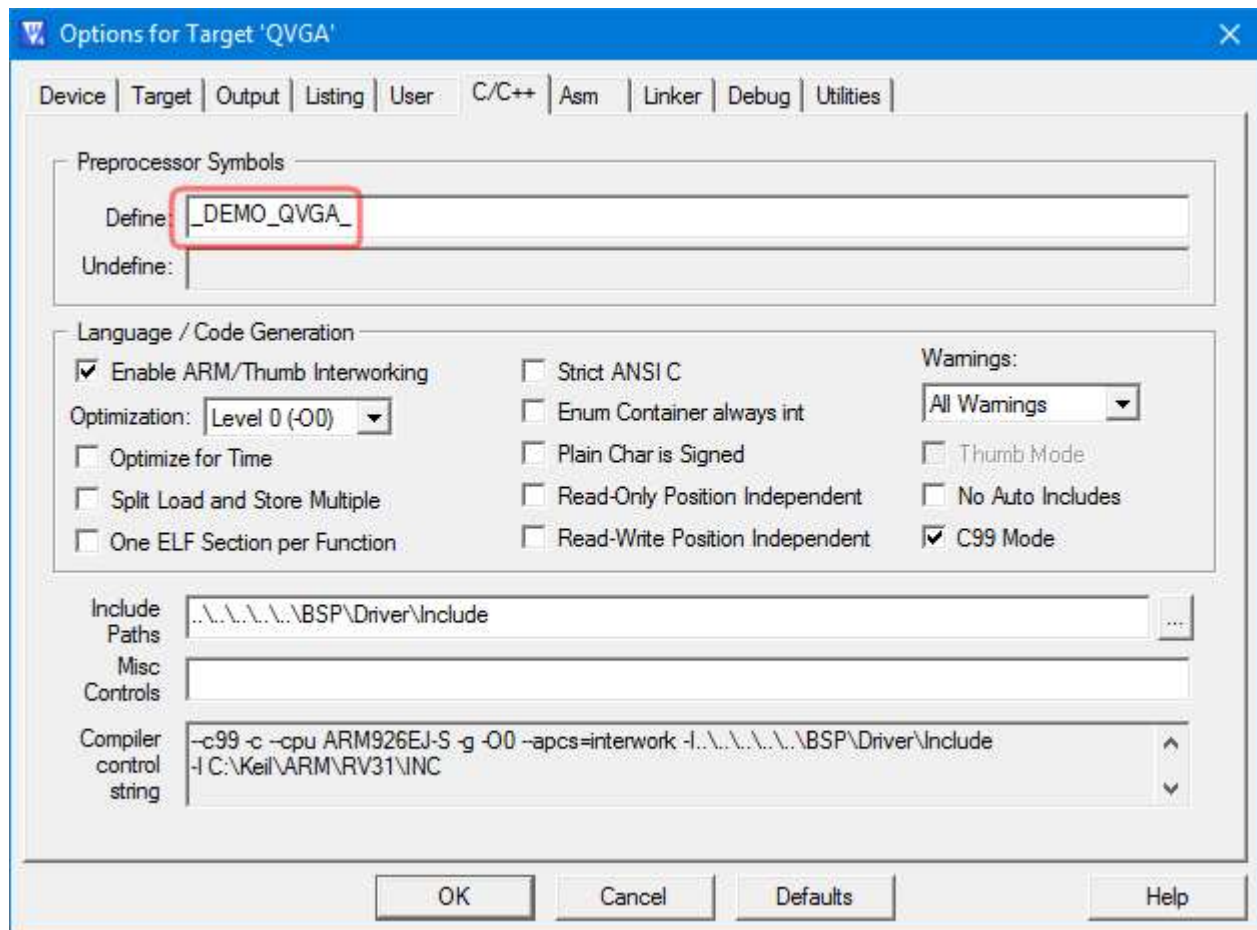 Options for Target 'QVGA'
Device Target Output Listing User C/C++ Asm Linker Debug Utilities
Preprocessor Symbols
Define: _DEMO_QVGA_
Undefine:
Language / Code Generation
Enable ARM/Thumb Interworking
Optimization: Level 0 (-O0)
Optimize for Time
Split Load and Store Multiple
One ELF Section per Function
Strict ANSI C
Enum Container always int
Plain Char is Signed
Read-Only Position Independent
Read-Write Position Independent
Warnings:
All Warnings
Thumb Mode
No Auto Includes
C99 Mode
Include
Paths
..\..\..\..\..\BSP\Driver\Include
...
Misc
Controls
Compiler
control
string
--c99 -c --cpu ARM926EJ-S -g -O0 --apcs=interwork -I..\..\..\..\..\BSP\Driver\Include
-I C:\Keil\ARM\RV31\INC
OK Cancel Defaults Help